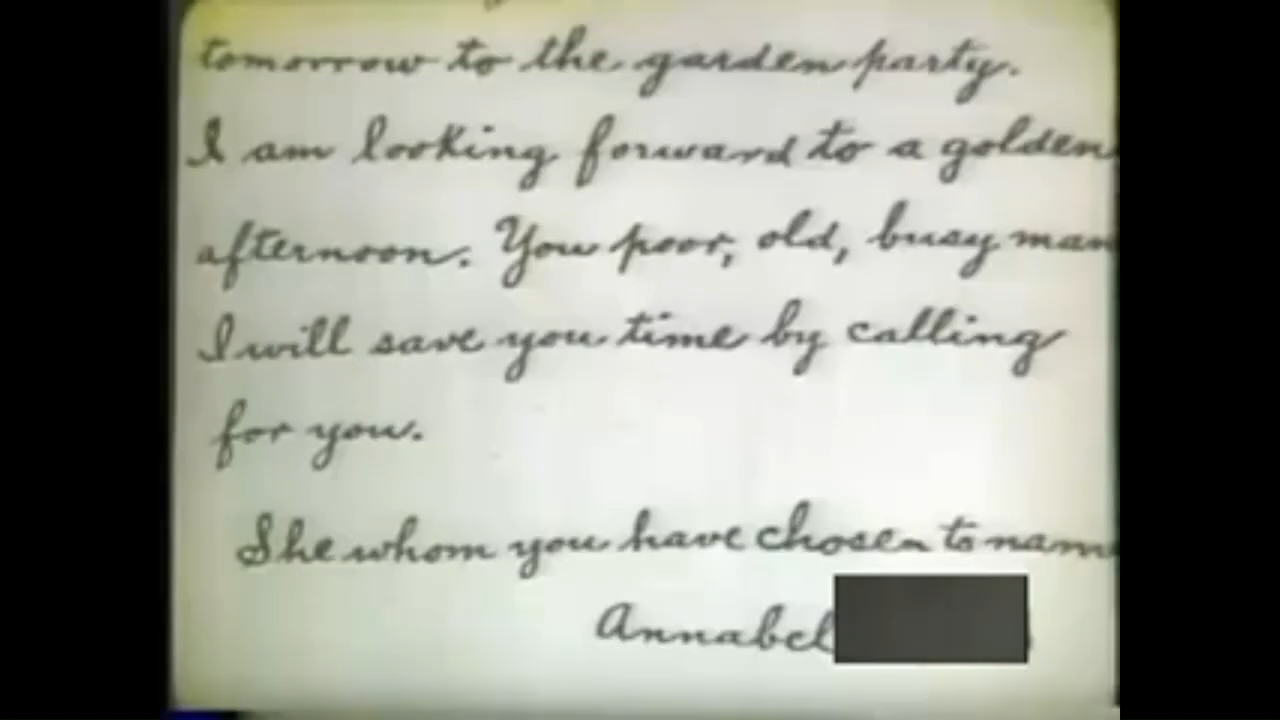 tomorrow to the garden party.
I am looking forward to a golden
afternoon. You poor, old, busy man
I will save you time by calling
for you.
She whom you have chosen to nam
Annabel